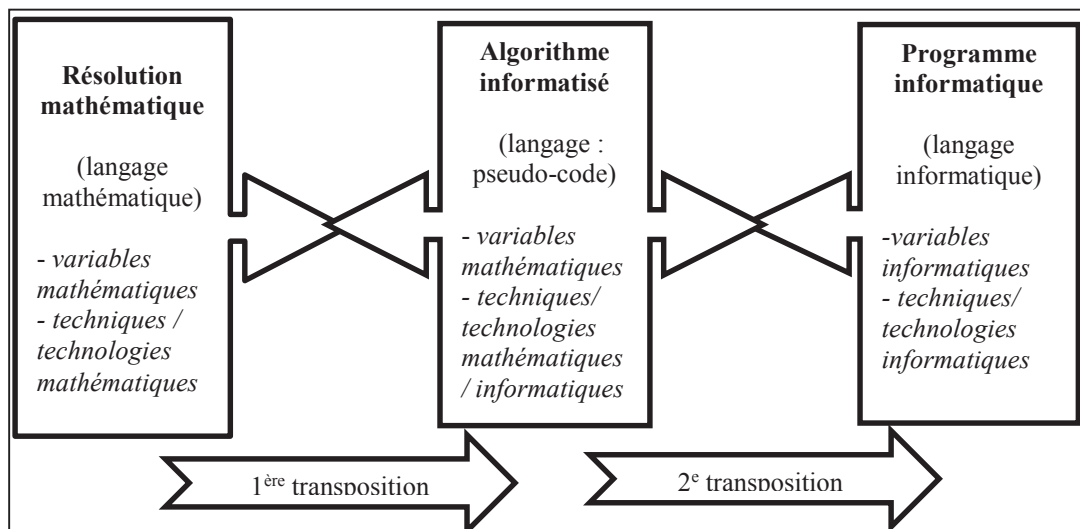 Résolution
mathématique
(langage
mathématique)
- variables
mathématiques
- techniques /
technologies
mathématiques
Algorithme
informatisé
(langage :
pseudo-code)
- variables
mathématiques
- techniques/
technologies
mathématiques
/ informatiques
Programme
informatique
(langage
informatique)
-variables
informatiques
- techniques/
technologies
informatiques
1ère transposition
2e transposition